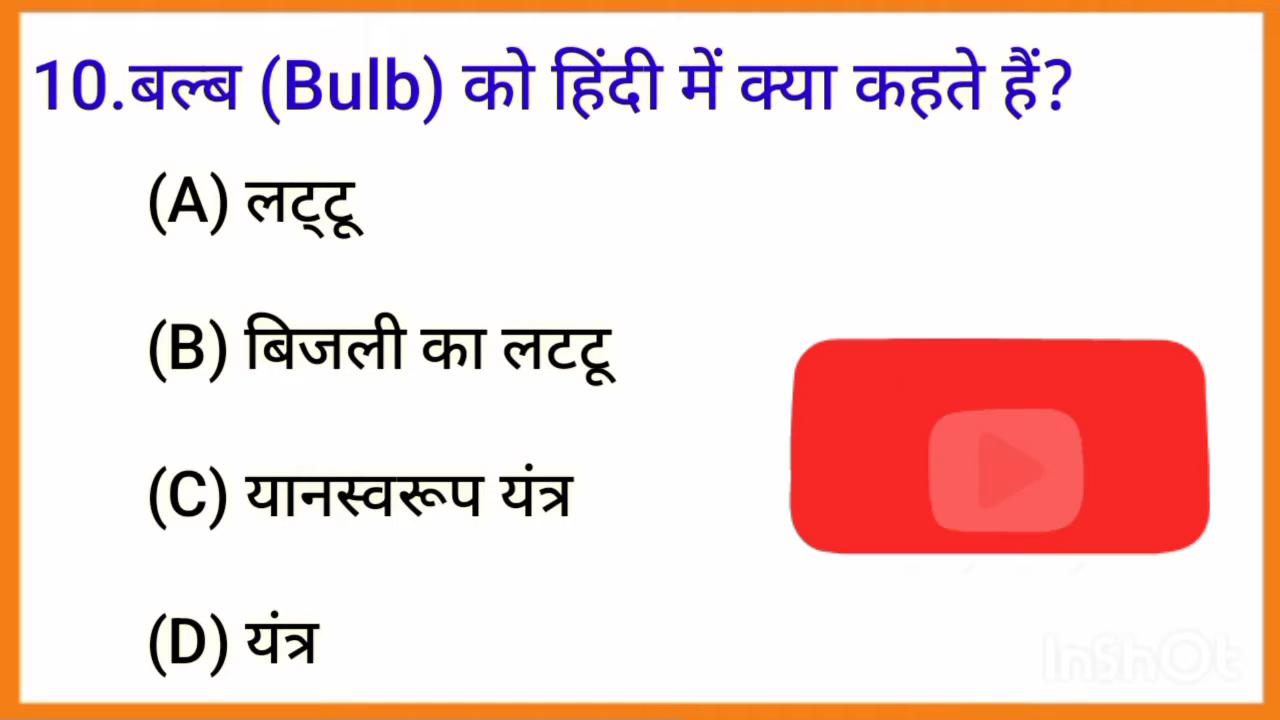 10.बल्ब (Bulb) को हिंदी में क्या कहते हैं?
(A) लट्‌टू
(B) बिजली का लटटू
(C) यानस्वरूप यंत्र
(D) यंत्र
InShOt